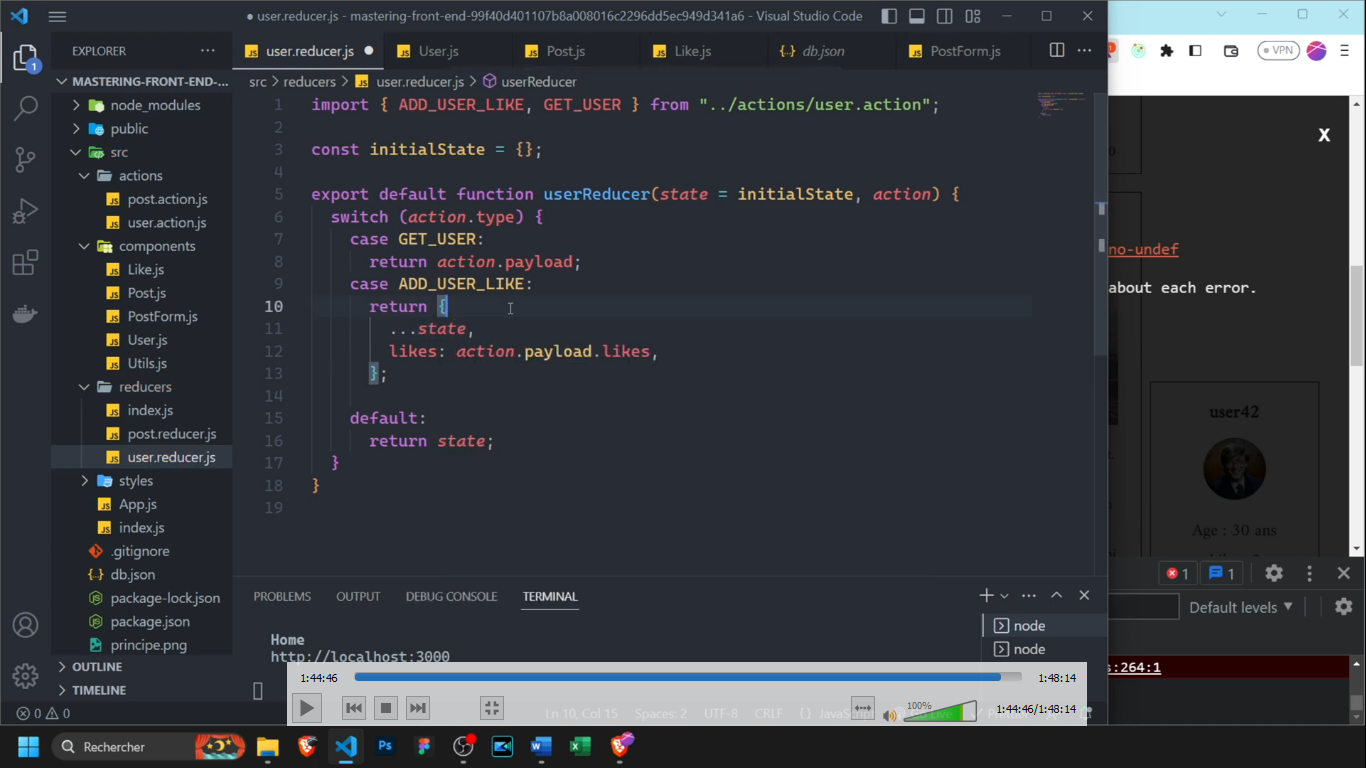 ● user.reducer.js - mastering-front-end-99f40d401107b8a008016c2296dd5ec949d341a6 - Visual Studio Code
EXPLORER
user.reducer.js
User.js
Post.js
Like.js
db.json
PostForm.js
VPN
MASTERING-FRONT-END-...
node_modules
public
src
actions
post.action.js
user.action.js
components
Like.js
Post.js
PostForm.js
User.js
Utils.js
reducers
index.js
post.reducer.js
user.reducer.js
styles
App.js
index.js
.gitignore
db.json
package-lock.json
package.json
principe.png
OUTLINE
TIMELINE
src > reducers > user.reducer.js > userReducer
1 import { ADD_USER_LIKE, GET_USER } from "../actions/user.action";
2
3 const initialState = {};
4
5 export default function userReducer(state = initialState, action) {
6 switch (action.type) {
7 case GET_USER:
8 return action.payload;
9 case ADD_USER_LIKE:
10 return {
11 ...state,
12 likes: action.payload.likes,
13 };
14
15 default:
16 return state;
17 }
18 }
19
PROBLEMS OUTPUT DEBUG CONSOLE TERMINAL
Home
http://localhost:3000
node
node
X
no-undef
about each error.
user42
Age : 30 ans
1 1
Default levels ▼
s:264:1
1:44:46 1:48:14
100%
1:44:46/1:48:14
0 0
Ln 10, Col 15 Spaces: 2 UTF-8 CRLF {} JavaScript
Rechercher